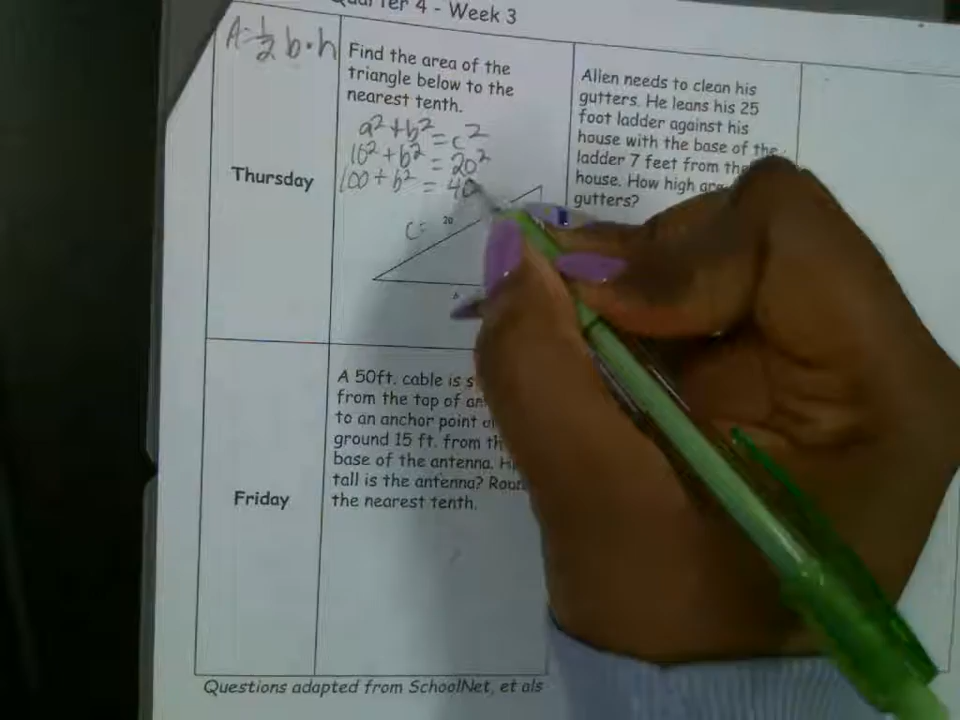 Quarter 4 - Week 3
A=1/2 b·h
Find the area of the
triangle below to the
nearest tenth.
a²+b²=c²
10²+b²=20²
100+b²=40
c=
20
Thursday
Allen needs to clean his
gutters. He leans his 25
foot ladder against his
house with the base of the
ladder 7 feet from the
house. How high are
gutters?
Friday
A 50ft. cable is
from the top of
to an anchor point
ground 15 ft. from
base of the antenna.
tall is the antenna?
the nearest tenth.
Questions adapted from SchoolNet, et als